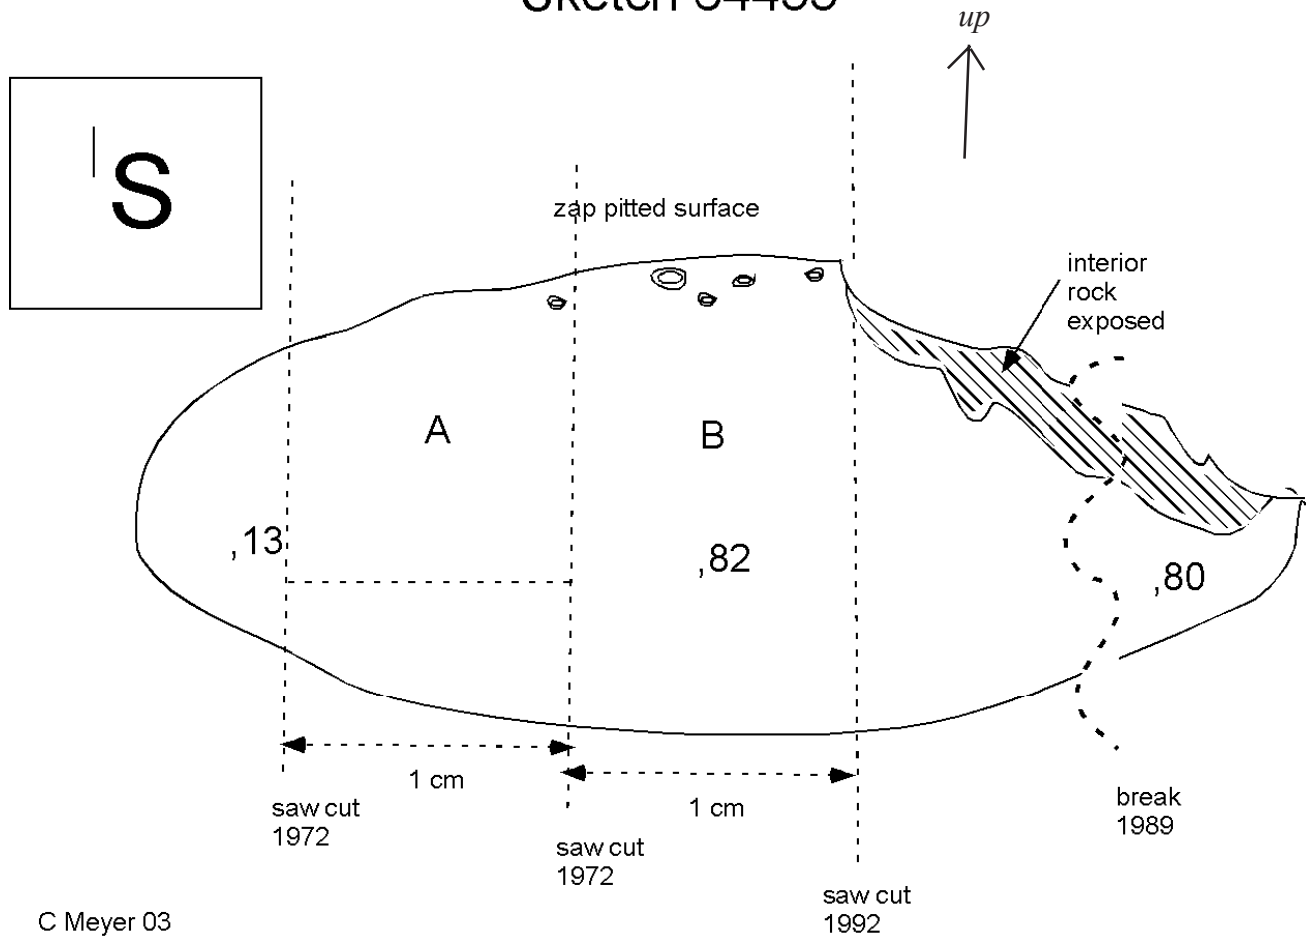 up
S
zap pitted surface
interior
rock
exposed
A
B
,13
,82
,80
1 cm
1 cm
saw cut
1972
saw cut
1972
saw cut
1992
break
1989
C Meyer 03